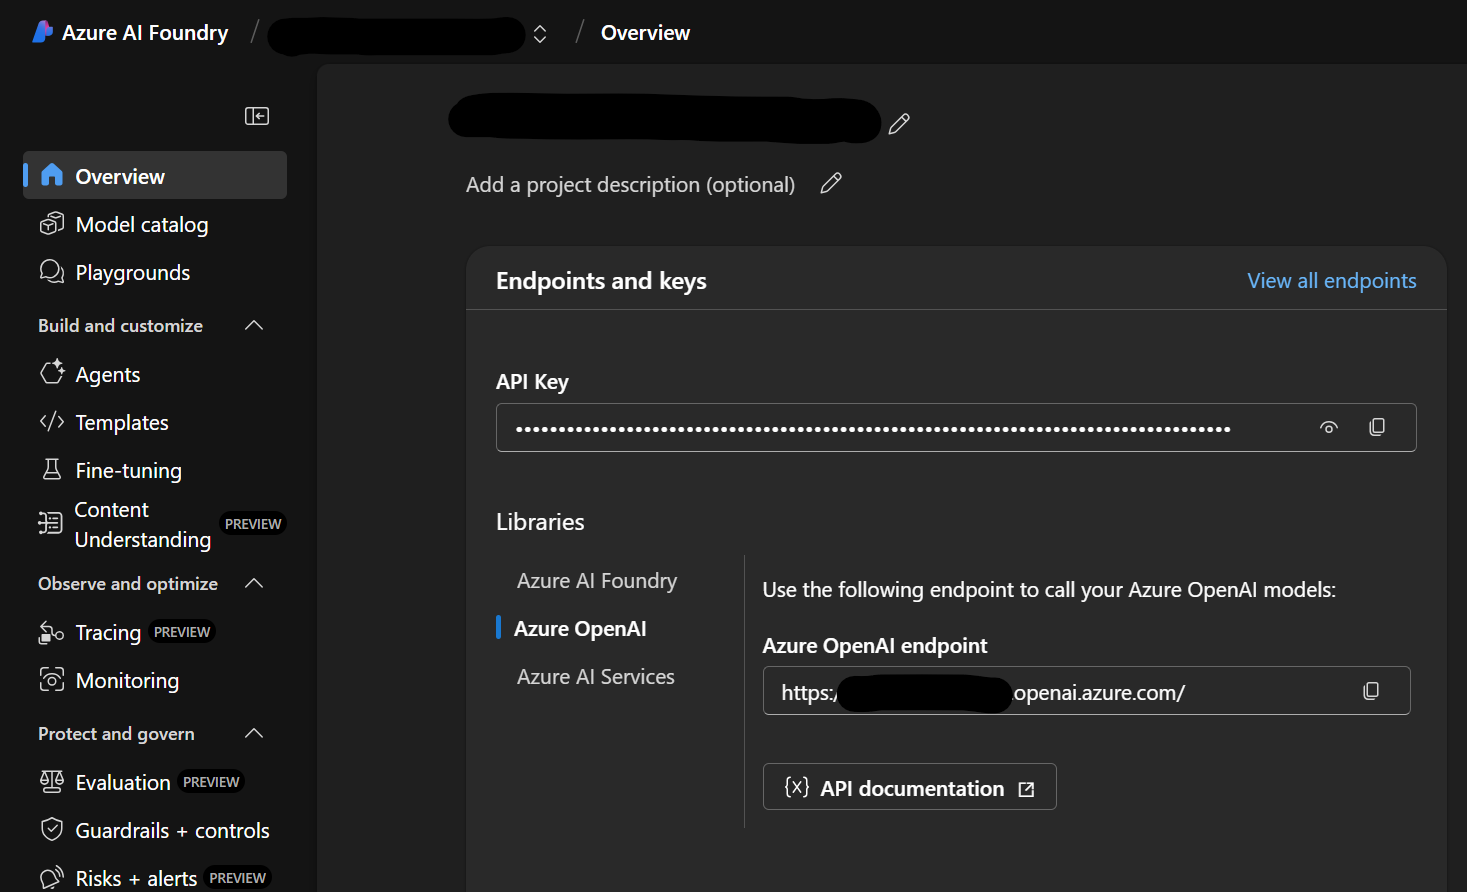 Azure AI Foundry / / Overview
Overview
Model catalog
Playgrounds
Build and customize
Agents
Templates
Fine-tuning
Content
Understanding PREVIEW
Observe and optimize
Tracing PREVIEW
Monitoring
Protect and govern
Evaluation PREVIEW
Guardrails + controls
Risks + alerts PREVIEW
Add a project description (optional)
Endpoints and keys
View all endpoints
API Key
••••••••••••••••••••••••••••••••••••••••••••••••••••••••••••••••••••••••••••••••••••
Libraries
Azure AI Foundry
Azure OpenAI
Azure AI Services
Use the following endpoint to call your Azure OpenAI models:
Azure OpenAI endpoint
https:/ .openai.azure.com/
{x} API documentation